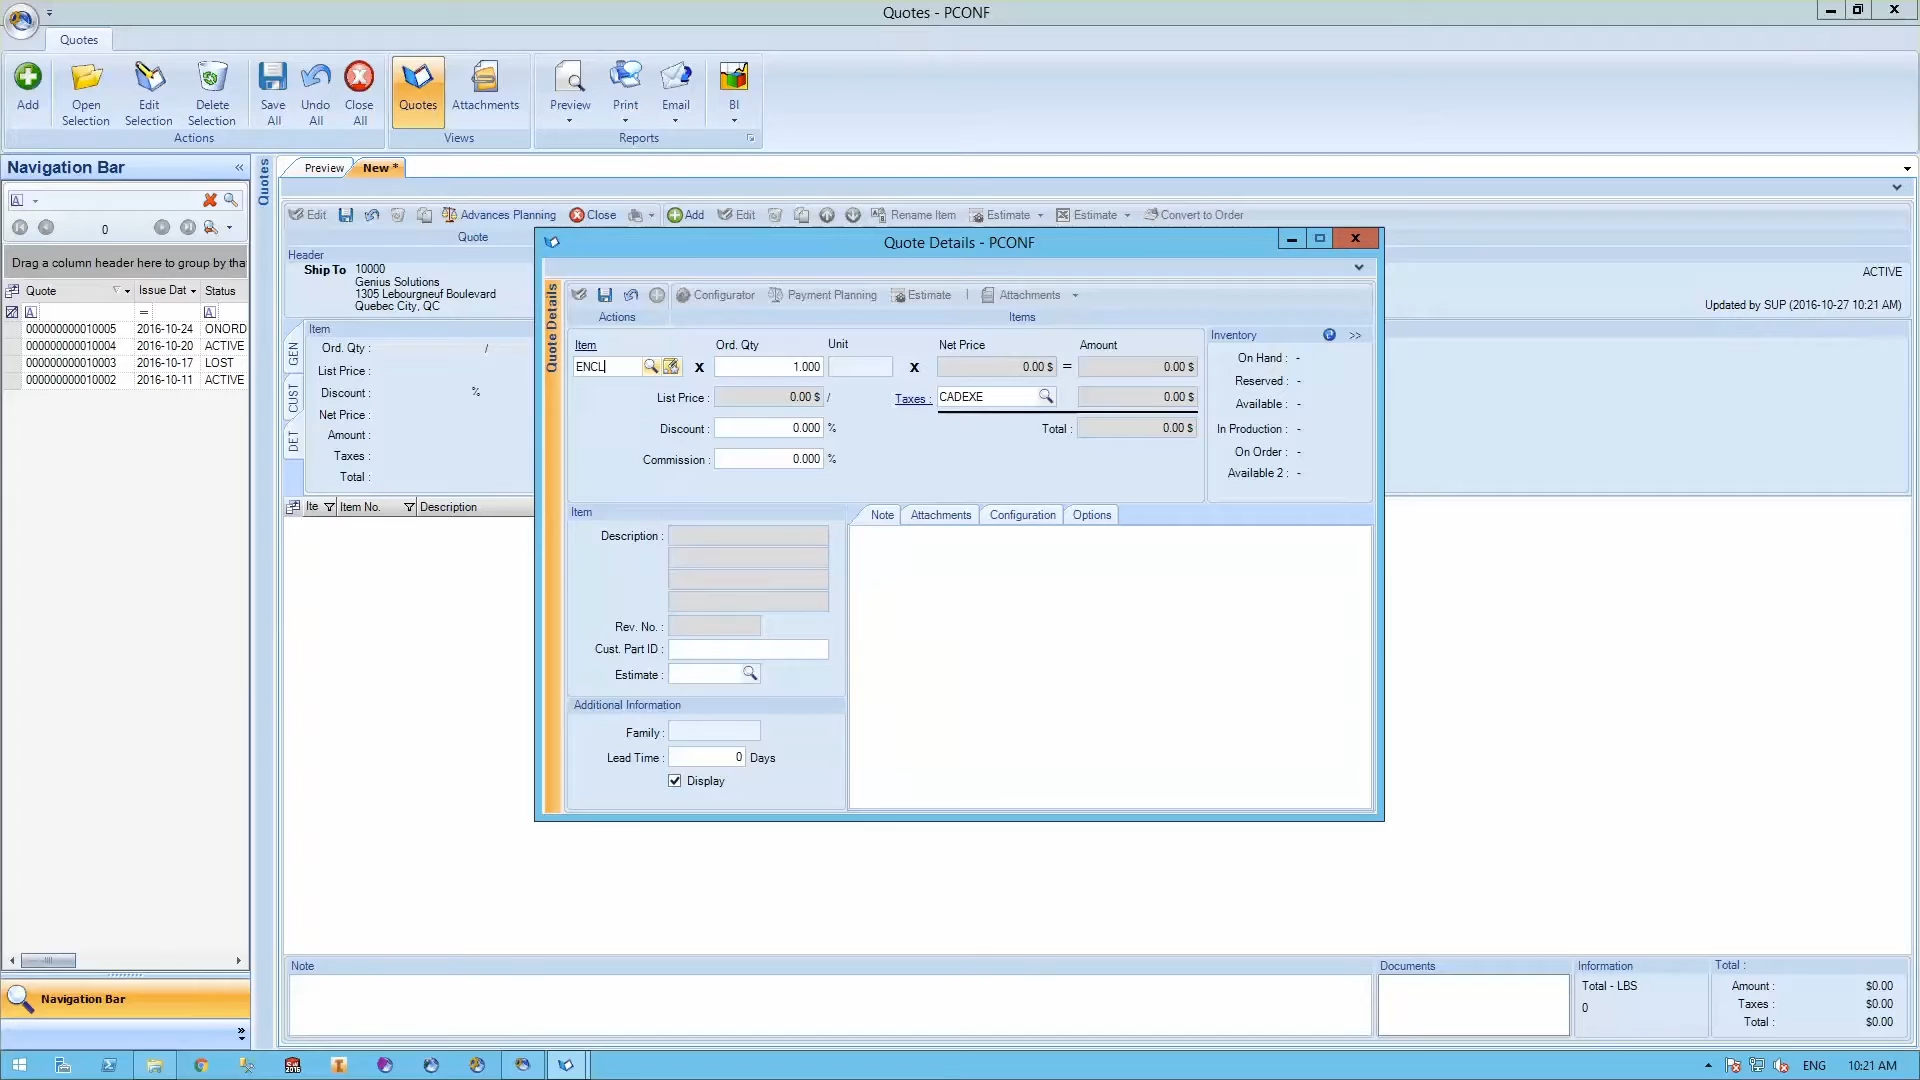 Quotes - PCONF
Quotes
Add
Open Selection
Edit Selection
Delete Selection
Save All
Undo All
Close All
Quotes
Attachments
Preview
Print
Email
BI
Actions
Views
Reports
Navigation Bar
«
A
0
Drag a column header here to group by tha
Quote
Issue Dat
Status
A
=
A
000000000010005 2016-10-24 ONORD
000000000010004 2016-10-20 ACTIVE
000000000010003 2016-10-17 LOST
000000000010002 2016-10-11 ACTIVE
Navigation Bar
»
Quotes
Preview
New *
Edit
Advances Planning
Close
Add
Edit
Rename Item
Estimate
Estimate
Convert to Order
Quote
Header
Ship To 10000
Genius Solutions
1305 Lebourgneuf Boulevard
Quebec City, QC
ACTIVE
Updated by SUP (2016-10-27 10:21 AM)
GEN
CUST
DET
Item
Ord. Qty : /
List Price :
Discount : %
Net Price :
Amount :
Taxes :
Total :
Ite
Item No.
Description
Quote Details - PCONF
Quote Details
Configurator
Payment Planning
Estimate
Attachments
Actions
Items
Item
Ord. Qty
Unit
Net Price
Amount
ENCL
x
1.000
x
0.00 $
=
0.00 $
List Price : 0.00 $ /
Taxes : CADEXE
0.00 $
Discount : 0.000 %
Total : 0.00 $
Commission : 0.000 %
Inventory
>>
On Hand : -
Reserved : -
Available : -
In Production : -
On Order : -
Available 2 : -
Item
Description :
Rev. No. :
Cust. Part ID :
Estimate :
Additional Information
Family :
Lead Time : 0 Days
Display
Note
Attachments
Configuration
Options
Note
Documents
Information
Total - LBS
0
Total :
Amount : $0.00
Taxes : $0.00
Total : $0.00
ENG
10:21 AM